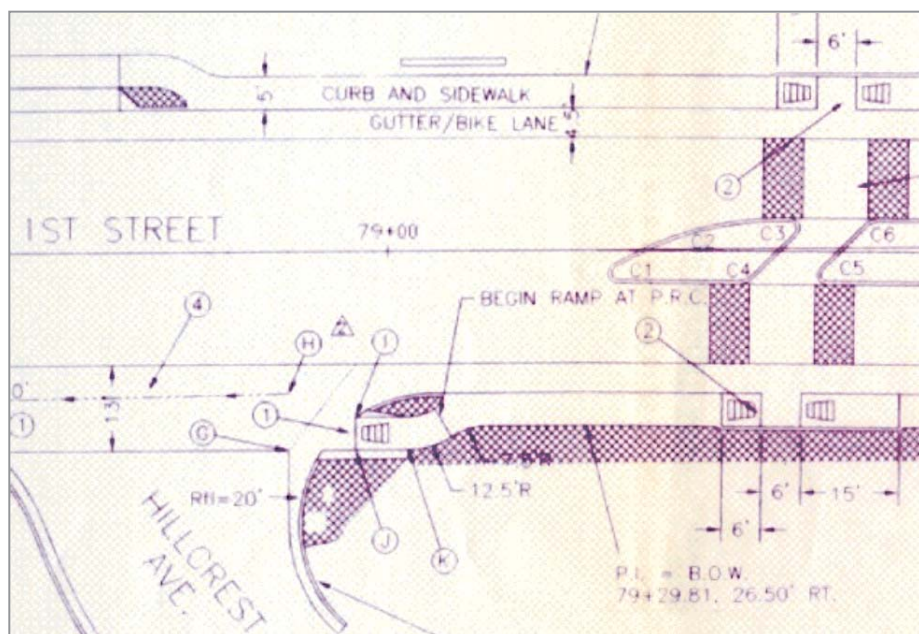 6'
6'
CURB AND SIDEWALK
GUTTER/BIKE LANE
4.5'
2
1ST STREET
79+00
C3
C6
C2
C1
C4
C5
BEGIN RAMP AT P.R.C.
4
H
2
I
2
13'
1
1
G
12.5'R
Rfl=20'
6'
15'
6'
J
K
HILLCREST
AVE.
P.I. = B.O.W.
79+29.81, 26.50' RT.